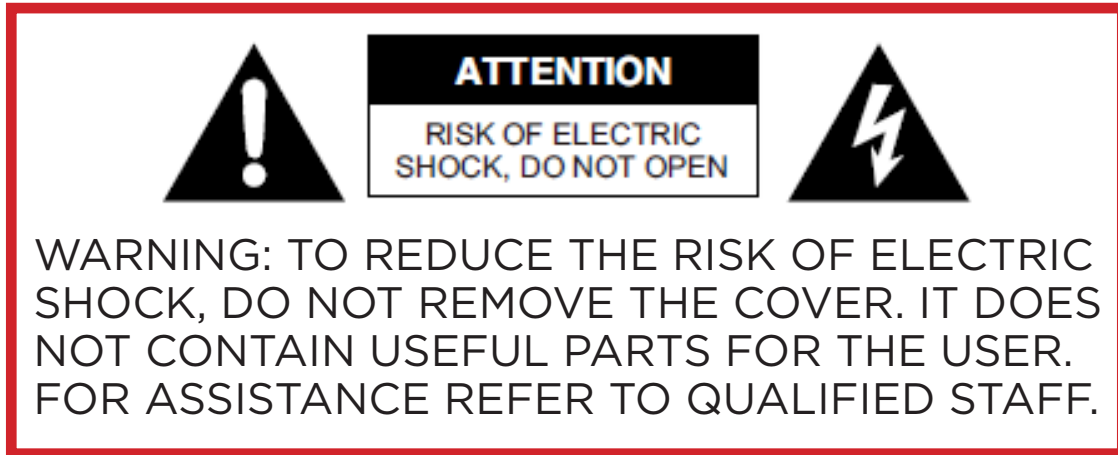 ATTENTION
RISK OF ELECTRIC
SHOCK, DO NOT OPEN
WARNING: TO REDUCE THE RISK OF ELECTRIC
SHOCK, DO NOT REMOVE THE COVER. IT DOES
NOT CONTAIN USEFUL PARTS FOR THE USER.
FOR ASSISTANCE REFER TO QUALIFIED STAFF.